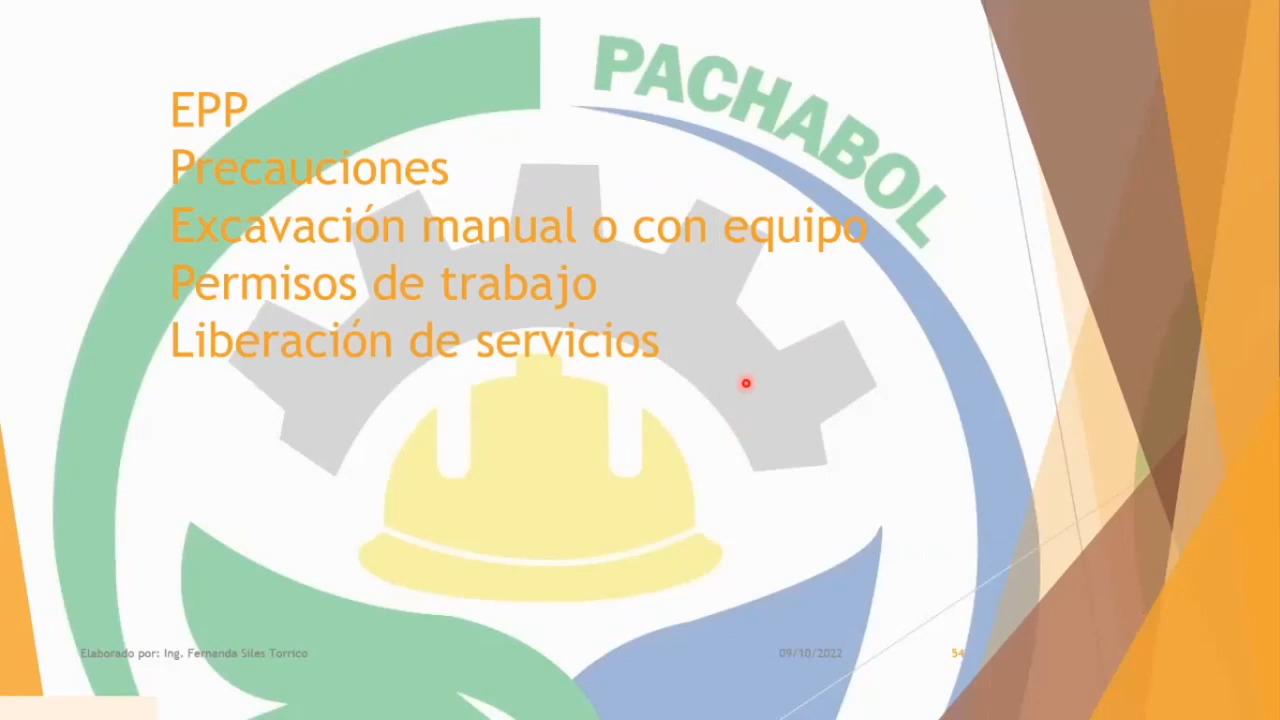 PACHABOL
EPP
Precauciones
Excavación manual o con equipo
Permisos de trabajo
Liberación de servicios
Elaborado por: Ing. Fernanda Siles Torrico
09/10/2022
54